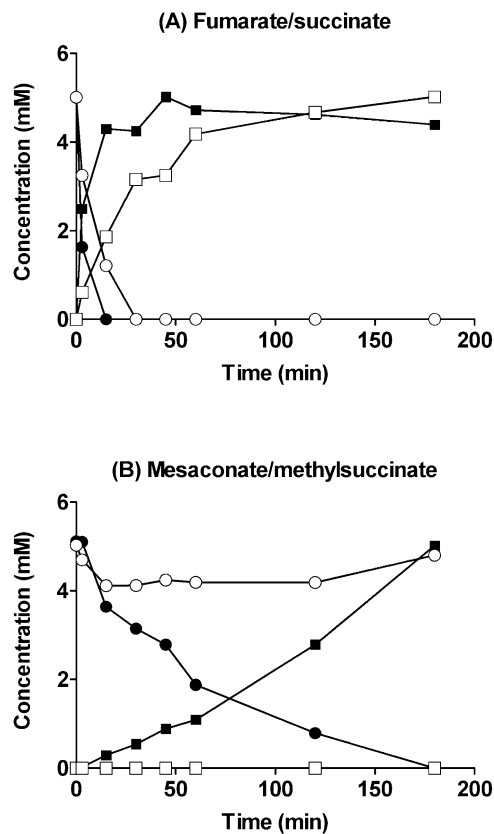 (A) Fumarate/succinate
6
4
2
0
Concentration (mM)
0 50 100 150 200
Time (min)
(B) Mesaconate/methylsuccinate
6
4
2
0
Concentration (mM)
0 50 100 150 200
Time (min)